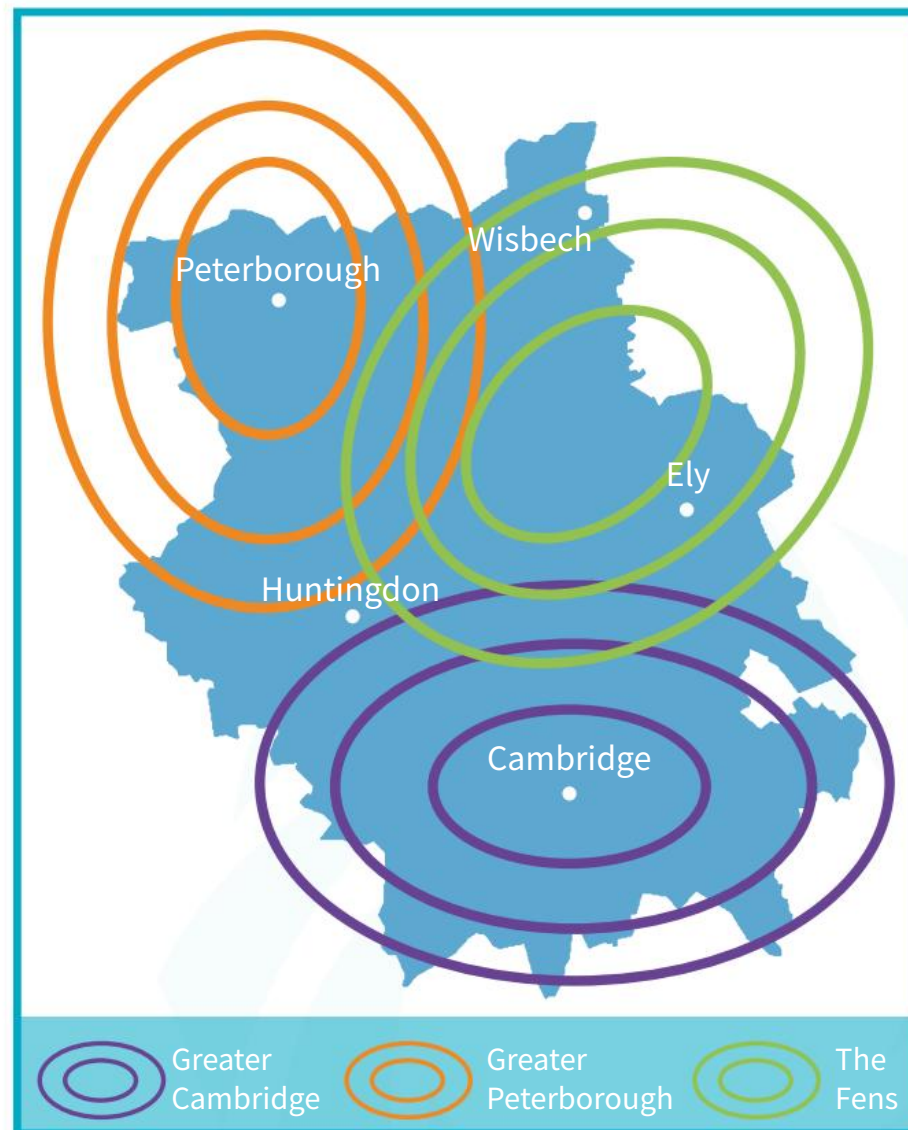 Wisbech
Peterborough
Ely
Huntingdon
Cambridge
Greater
Cambridge
Greater
Peterborough
The
Fens